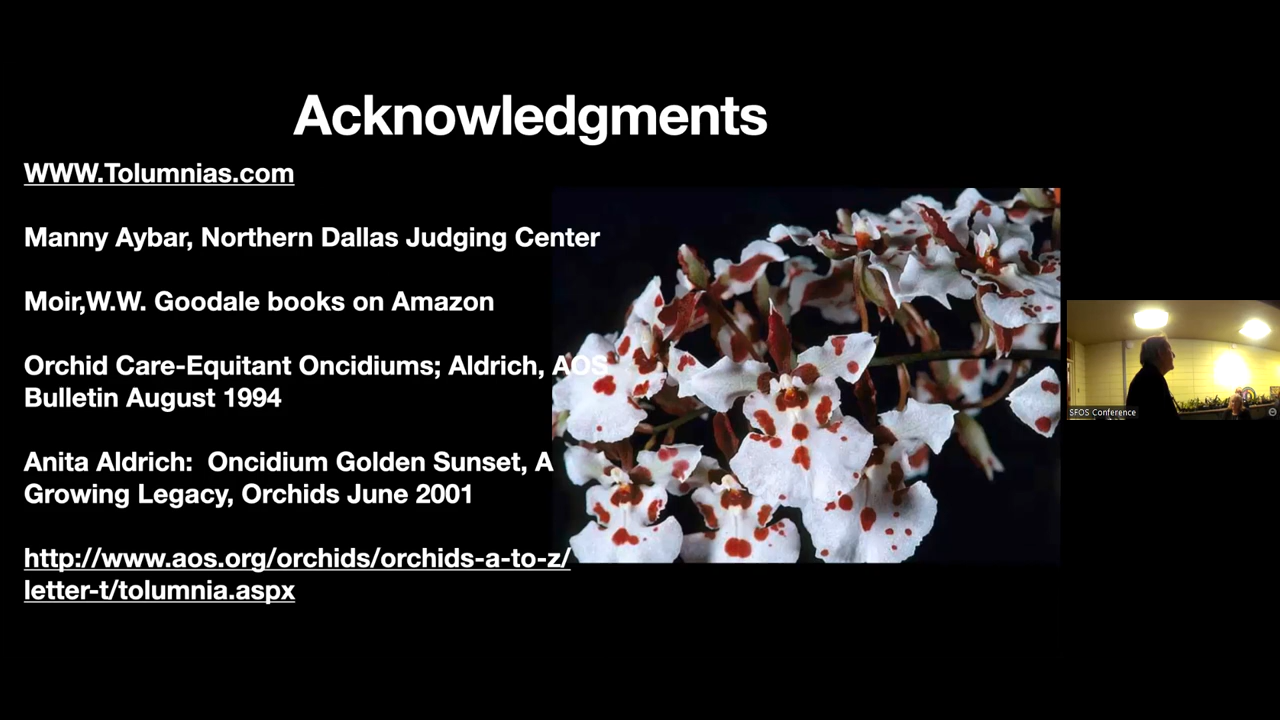 Acknowledgments
WWW.Tolumnias.com
Manny Aybar, Northern Dallas Judging Center
Moir,W.W. Goodale books on Amazon
Orchid Care-Equitant Oncidiums; Aldrich, AOS
Bulletin August 1994
Anita Aldrich:  Oncidium Golden Sunset, A
Growing Legacy, Orchids June 2001
http://www.aos.org/orchids/orchids-a-to-z/
letter-t/tolumnia.aspx
SFOS Conference